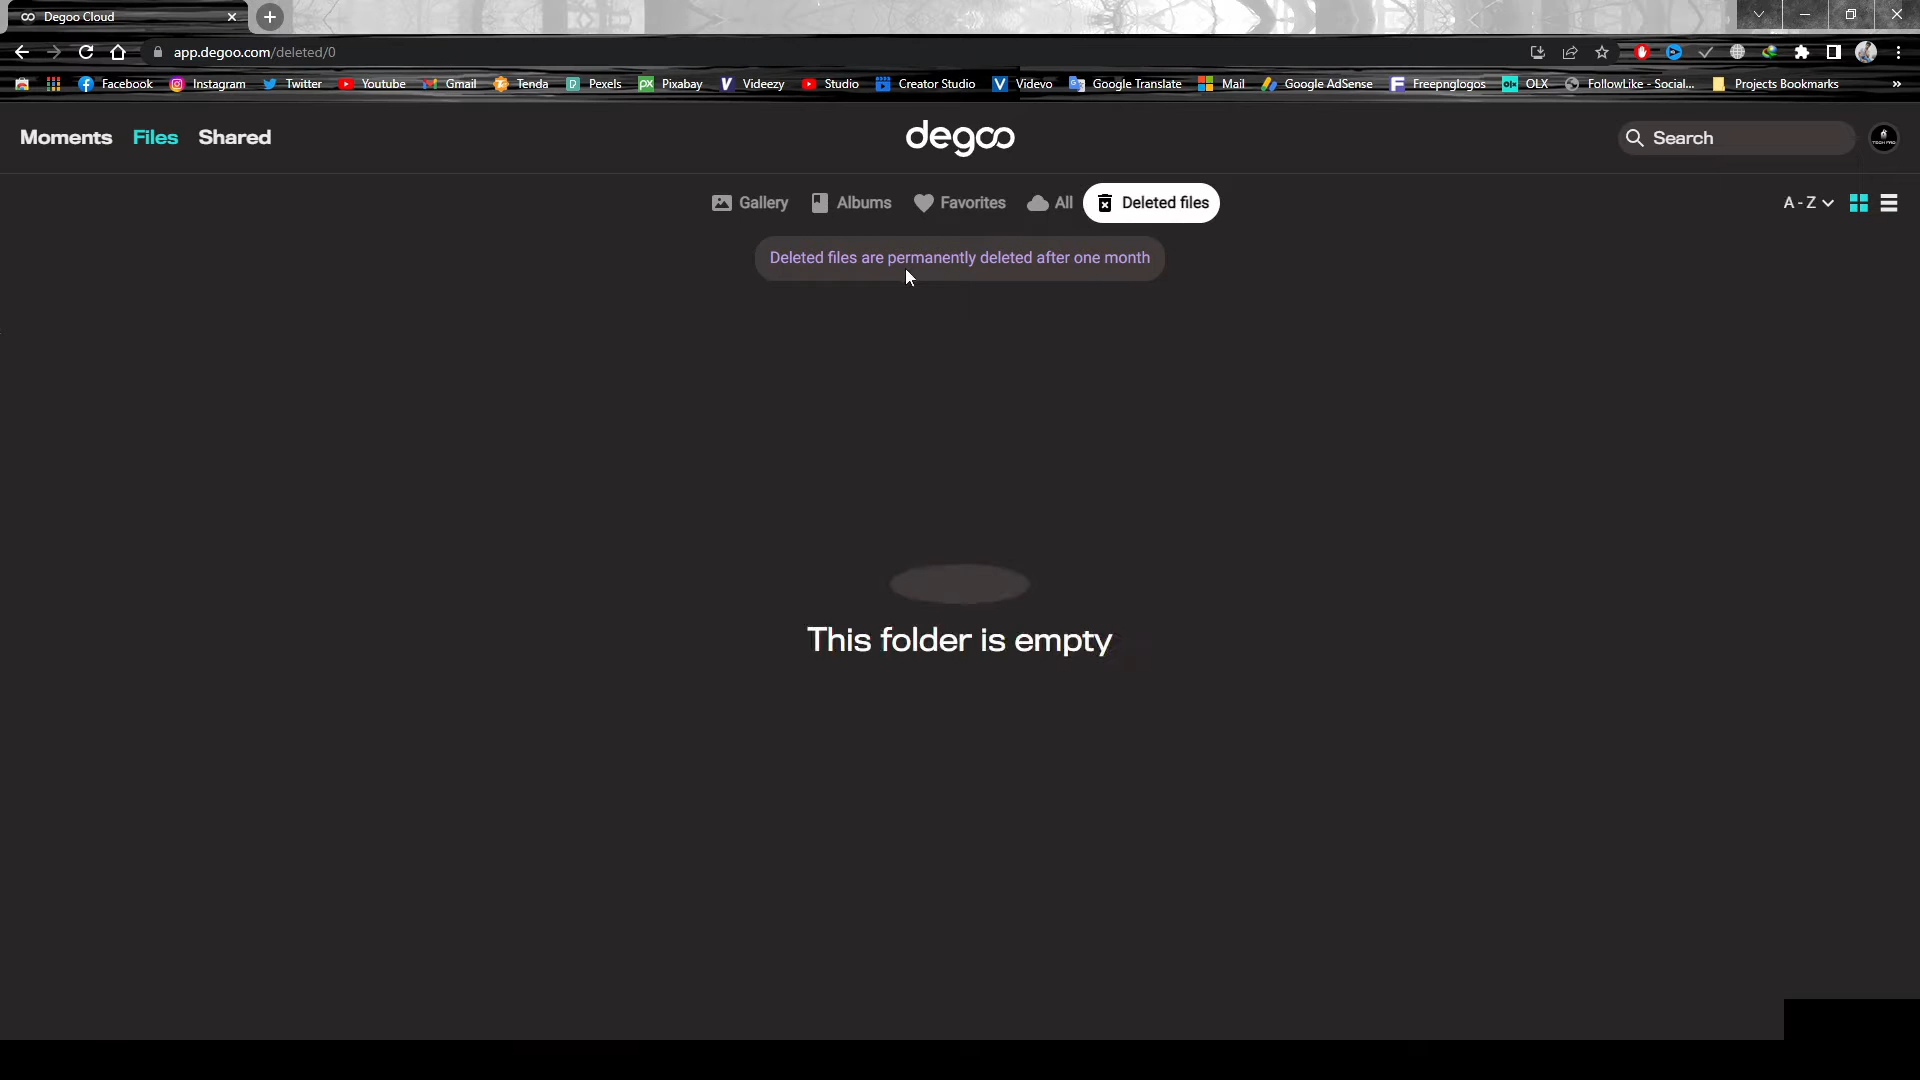 Degoo Cloud
app.degoo.com/deleted/0
Facebook Instagram Twitter Youtube Gmail Tenda Pexels Pixabay Videezy Studio Creator Studio Videvo Google Translate Mail Google AdSense Freepnglogos OLX FollowLike - Social... Projects Bookmarks »
Moments Files Shared degoo Search
Gallery Albums Favorites All Deleted files A - Z
Deleted files are permanently deleted after one month
This folder is empty